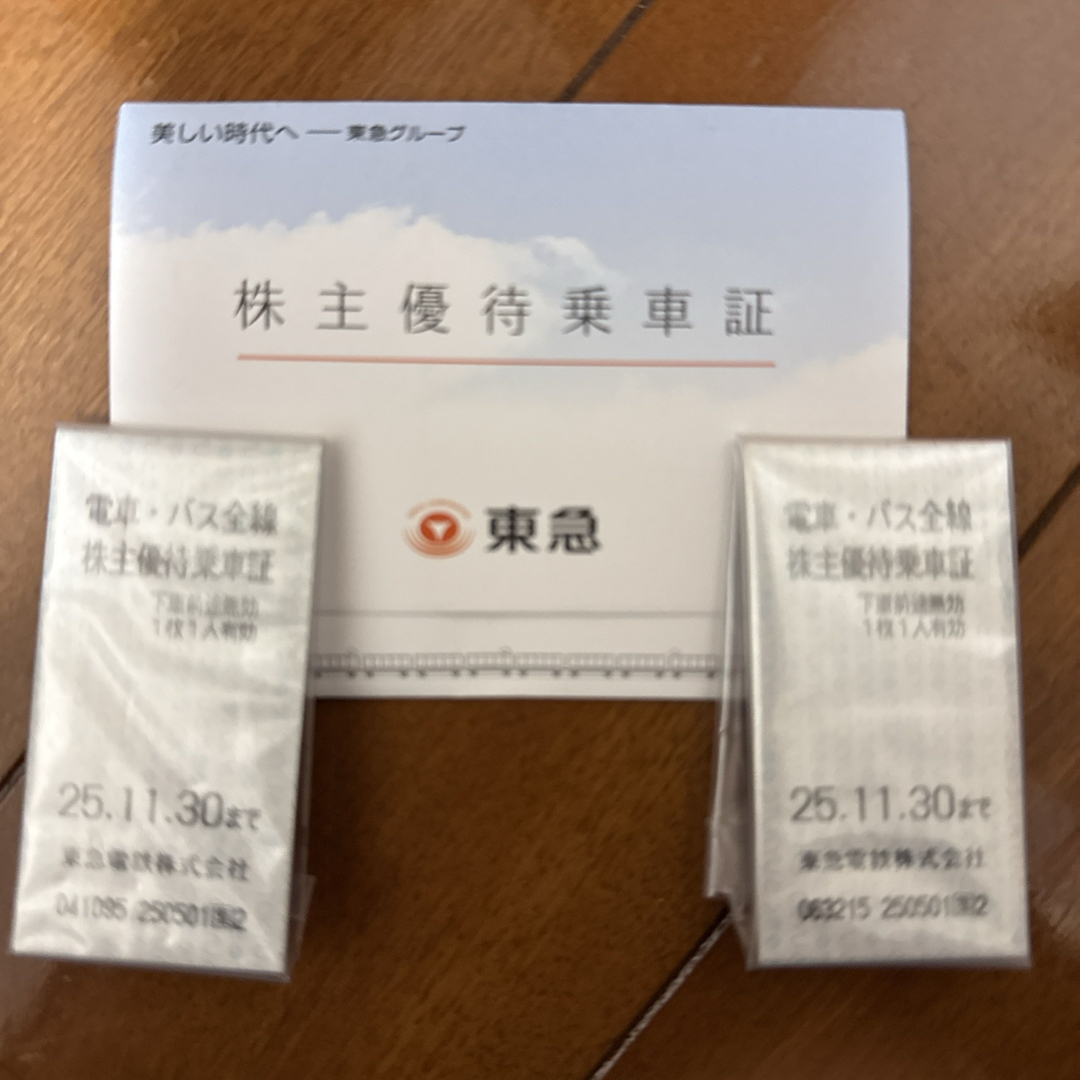 美しい時代へ — 東急グループ
株主優待乗車証
東急
電車・バス全線
株主優待乗車証
下車前途無効
1枚1人有効
25.11.30まで
東急電鉄株式会社
041095 250501
電車・バス全線
株主優待乗車証
下車前途無効
1枚1人有効
25.11.30まで
東急電鉄株式会社
063215 250501